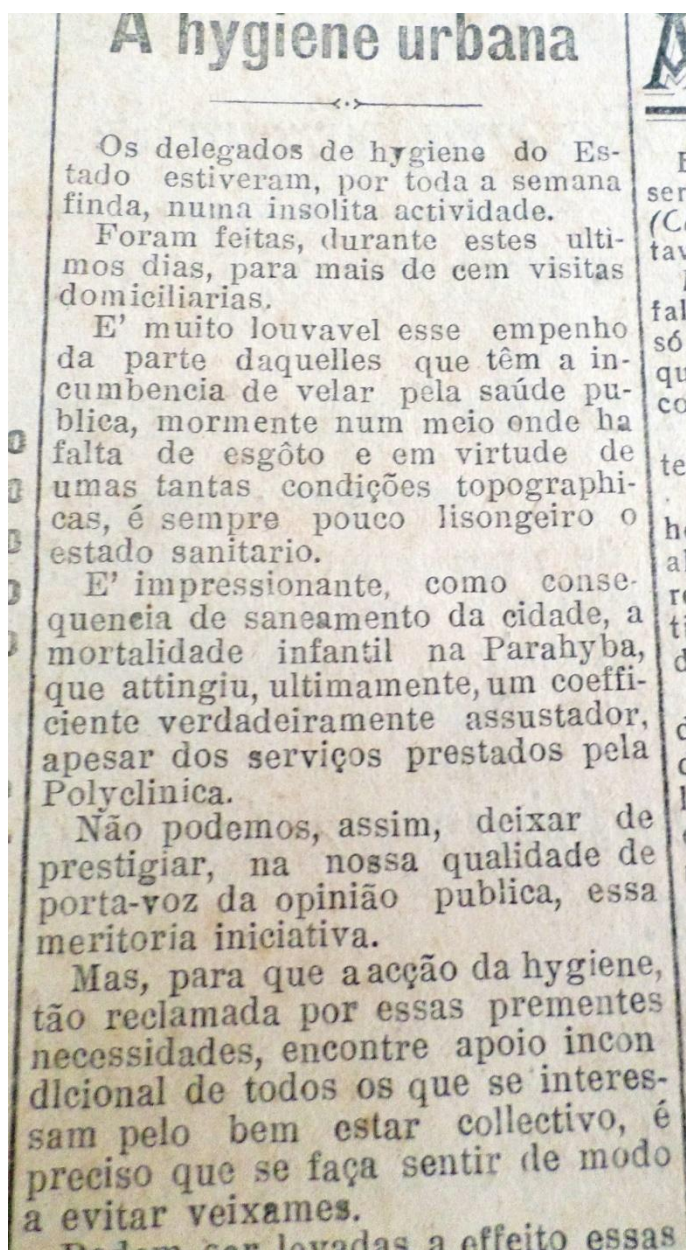 A hygiene urbana
Os delegados de hygiene do Es-
tado estiveram, por toda a semana
finda, numa insolita actividade.
Foram feitas, durante estes ulti-
mos dias, para mais de cem visitas
domiciliarias.
E' muito louvavel esse empenho
da parte daquelles que têm a in-
cumbencia de velar pela saúde pu-
blica, mormente num meio onde ha
falta de esgôto e em virtude de
umas tantas condições topographi-
cas, é sempre pouco lisongeiro o
estado sanitario.
E' impressionante, como conse-
quencia de saneamento da cidade, a
mortalidade infantil na Parahyba,
que attingiu, ultimamente, um coeffi-
ciente verdadeiramente assustador,
apesar dos serviços prestados pela
Polyclinica.
Não podemos, assim, deixar de
prestigiar, na nossa qualidade de
porta-voz da opinião publica, essa
meritoria iniciativa.
Mas, para que a acção da hygiene,
tão reclamada por essas prementes
necessidades, encontre apoio incon
dicional de todos os que se interes-
sam pelo bem estar collectivo, é
preciso que se faça sentir de modo
a evitar veixames.
Podem ser levadas a effeito essas